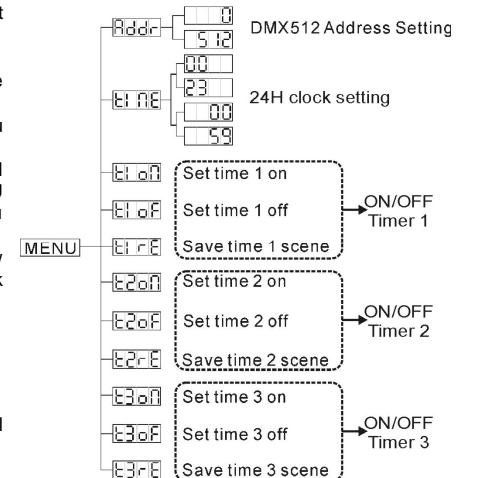 Addr
0
512
DMX512 Address Setting
tINE
00
23
00
59
24H clock setting
MENU
t1oN Set time 1 on
t1oF Set time 1 off
t1rE Save time 1 scene
ON/OFF
Timer 1
t2oN Set time 2 on
t2oF Set time 2 off
t2rE Save time 2 scene
ON/OFF
Timer 2
t3oN Set time 3 on
t3oF Set time 3 off
t3rE Save time 3 scene
ON/OFF
Timer 3